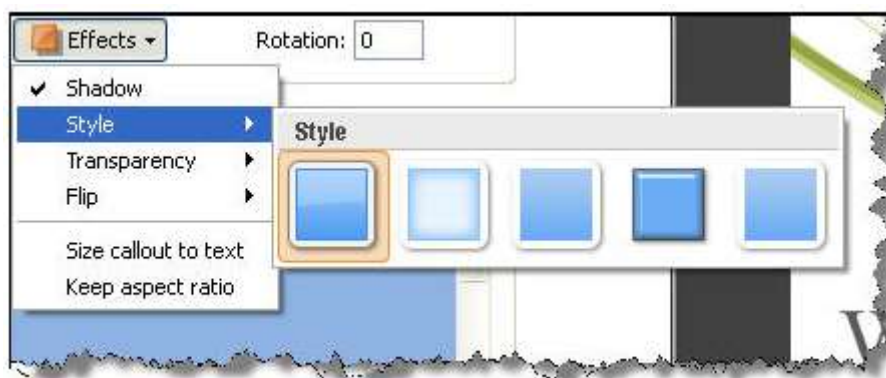 Effects
Rotation: 0
Shadow
Style
Style
Transparency
Flip
Size callout to text
Keep aspect ratio